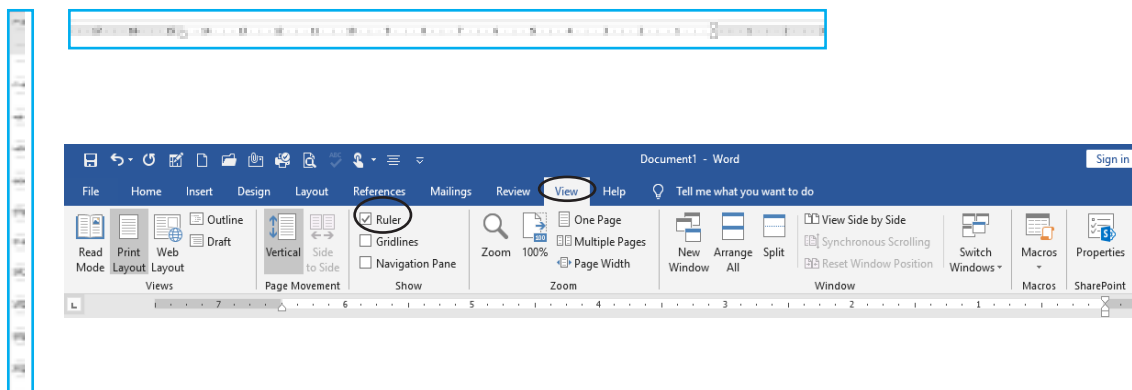 Document1 - Word
Sign in
File Home Insert Design Layout References Mailings Review View Help Tell me what you want to do
Read Mode
Print Layout
Web Layout
Outline
Draft
Views
Vertical
Side to Side
Page Movement
Ruler
Gridlines
Navigation Pane
Show
Zoom
100%
One Page
Multiple Pages
Page Width
Zoom
New Window
Arrange All
Split
View Side by Side
Synchronous Scrolling
Reset Window Position
Switch Windows
Window
Macros
Macros
Properties
SharePoint
7 6 5 4 3 2 1